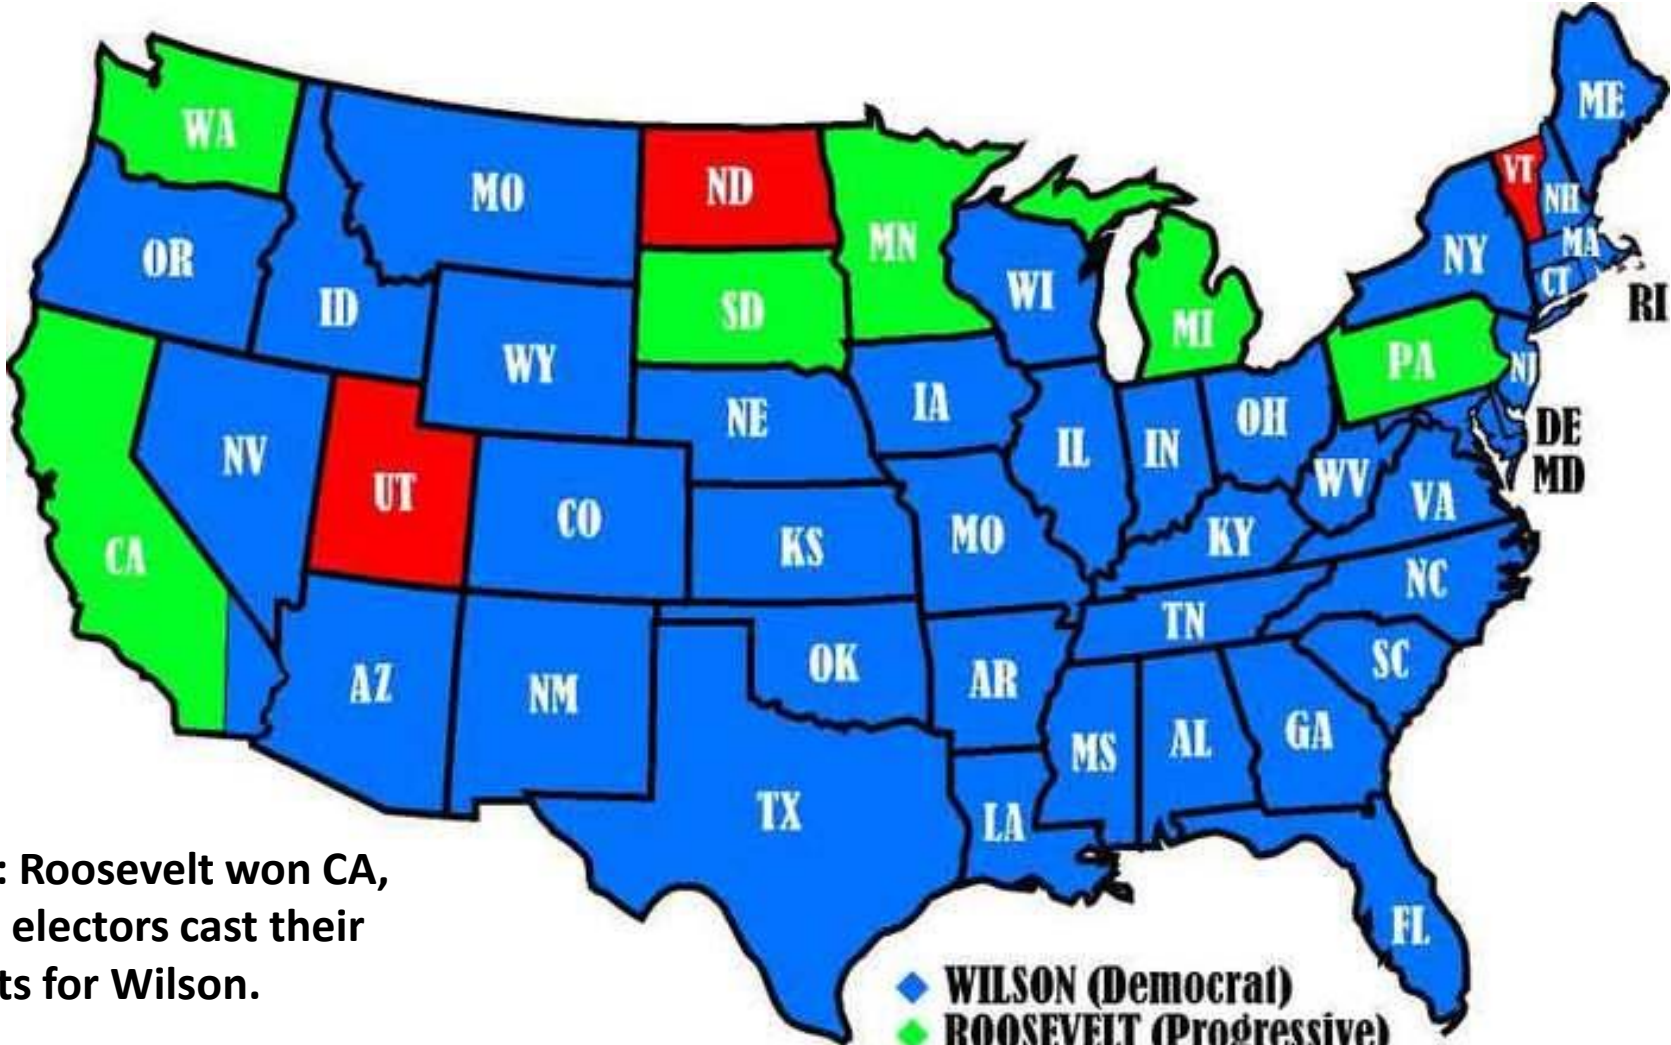 WA
MO
ND
MN
ME
VT
NH
OR
ID
SD
WI
MI
NY
MA
CT
RI
WY
NE
IA
PA
NJ
NV
UT
CO
IL
IN
OH
DE
MD
CA
KS
MO
WV
VA
KY
NC
TN
AZ
NM
OK
AR
SC
MS
AL
GA
TX
LA
FL
: Roosevelt won CA,
electors cast their
ts for Wilson.
WILSON (Democrat)
ROOSEVELT (Progressive)